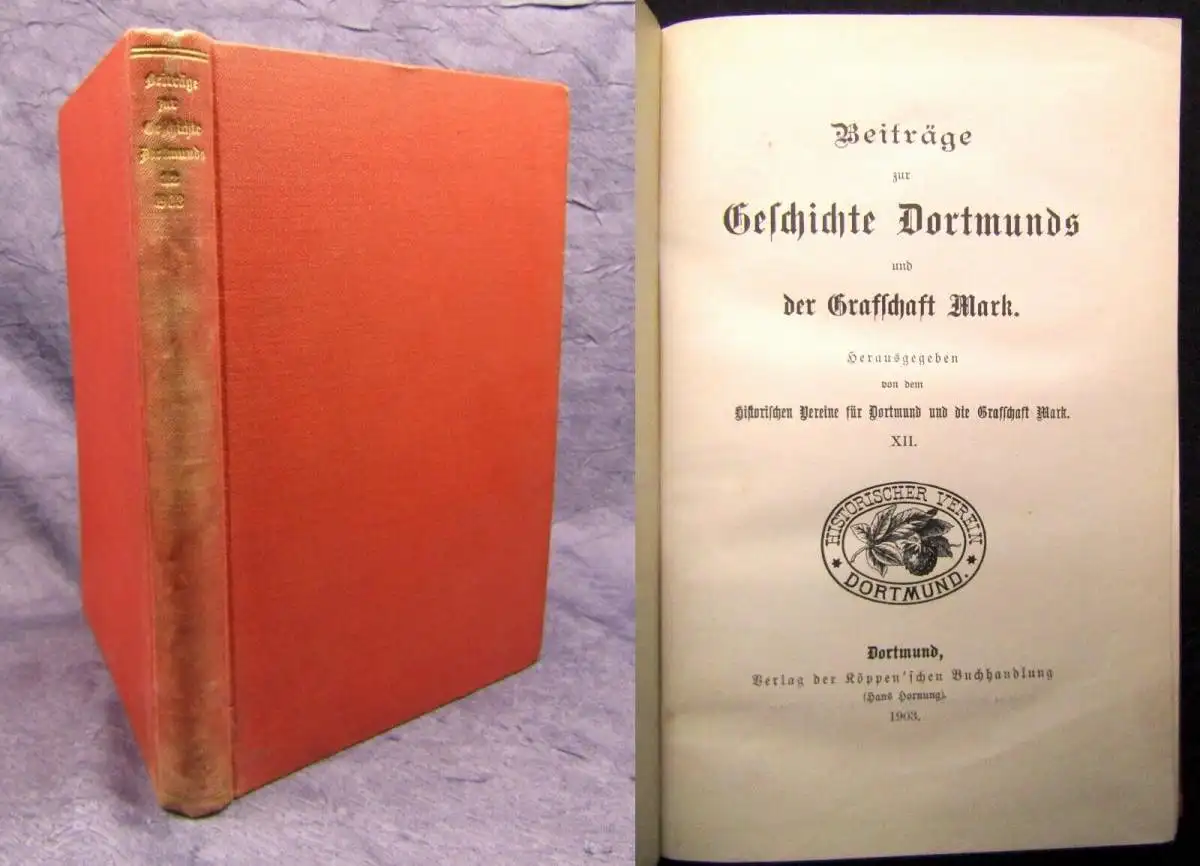 Beiträge
zur
Geschichte
Dortmunds
Beiträge
zur
Geschichte Dortmunds
und
der Grafschaft Mark.
Herausgegeben
von dem
Historischen Vereine für Dortmund und die Grafschaft Mark.
XII.
HISTORISCHER VEREIN
DORTMUND.
Dortmund,
Verlag der Köppen'schen Buchhandlung
(Hans Hornung).
1903.